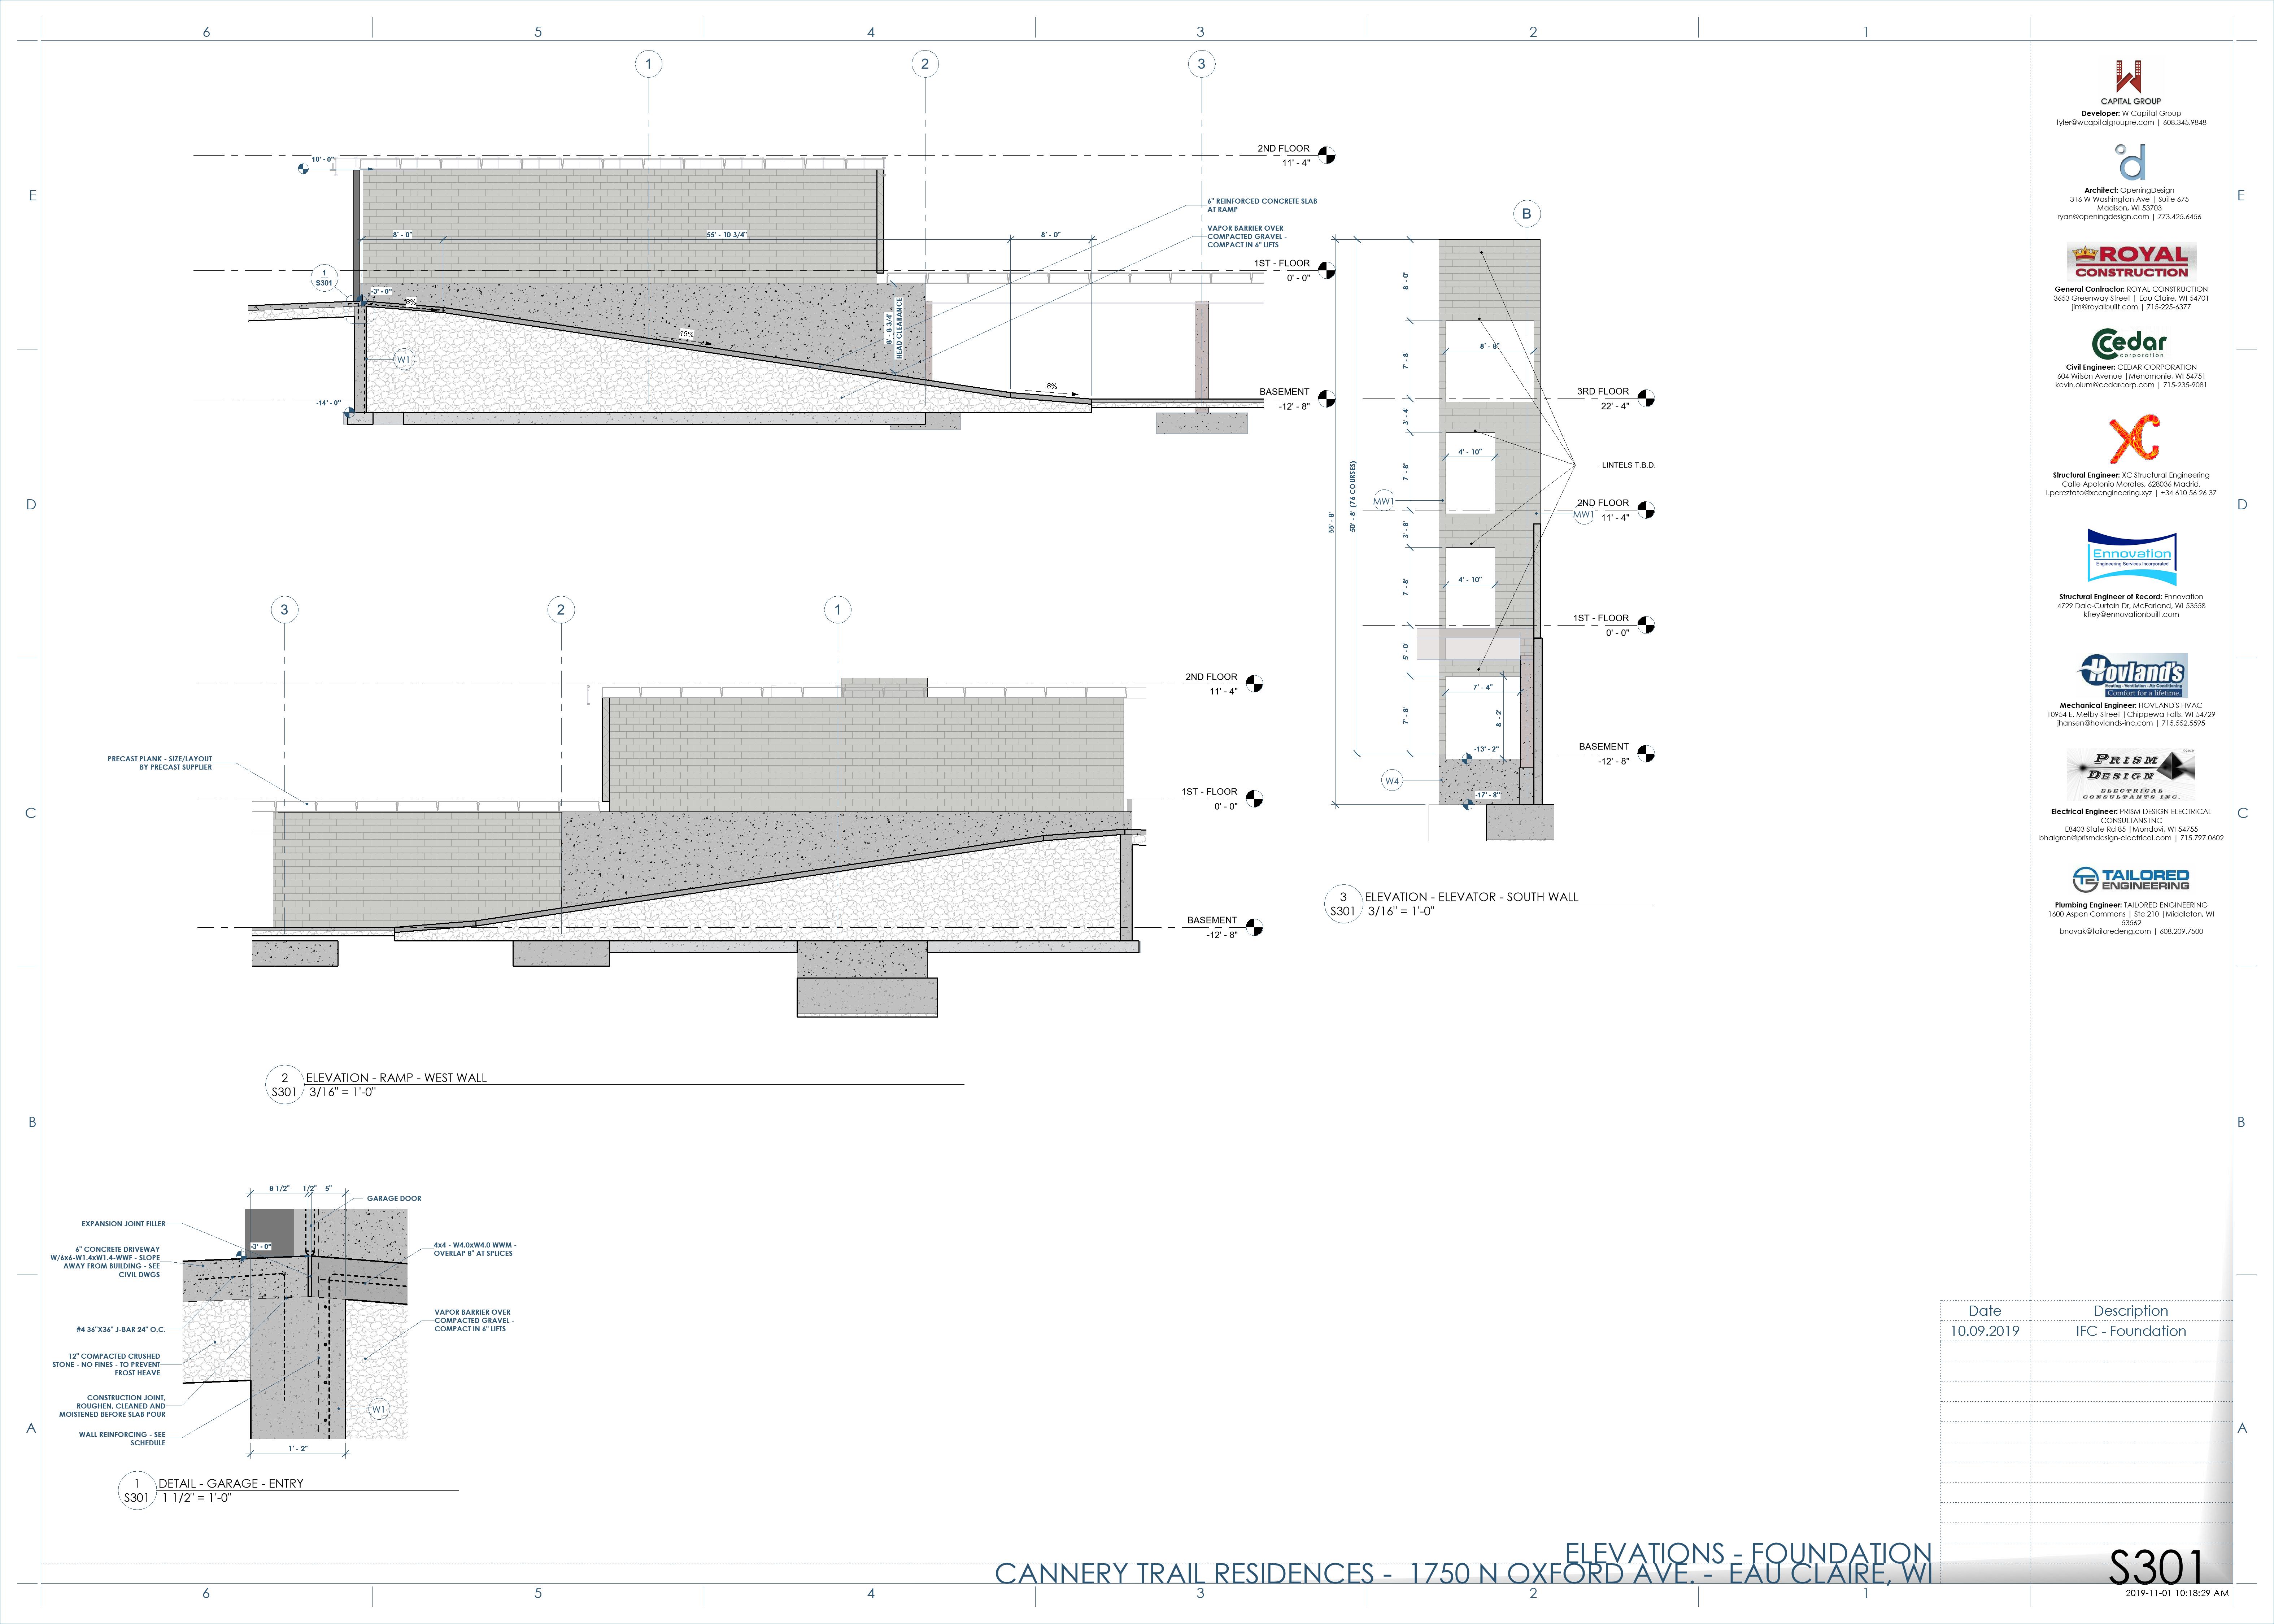 6
5
4
3
2
1
1
2
3
2ND FLOOR
11' - 4"
10' - 0"
6" REINFORCED CONCRETE SLAB
AT RAMP
VAPOR BARRIER OVER
COMPACTED GRAVEL -
COMPACT IN 6" LIFTS
8' - 0"
55' - 10 3/4"
8' - 0"
1ST - FLOOR
0' - 0"
1
S301
-3' - 0"
8%
15%
8' - 8 3/4"
HEAD CLEARANCE
W1
8%
BASEMENT
-12' - 8"
-14' - 0"
E
D
C
B
A
3
2
1
2ND FLOOR
11' - 4"
PRECAST PLANK - SIZE/LAYOUT
BY PRECAST SUPPLIER
1ST - FLOOR
0' - 0"
BASEMENT
-12' - 8"
2
S301
ELEVATION - RAMP - WEST WALL
3/16" = 1'-0"
B
8' - 0"
7' - 8"
8' - 8"
3RD FLOOR
22' - 4"
3' - 4"
4' - 10"
LINTELS T.B.D.
7' - 8"
MW1
2ND FLOOR
MW1
11' - 4"
55' - 8"
50' - 8" (76 COURSES)
3' - 8"
7' - 8"
4' - 10"
1ST - FLOOR
0' - 0"
5' - 0"
7' - 4"
7' - 8"
8' - 2"
-13' - 2"
BASEMENT
-12' - 8"
W4
-17' - 8"
3
S301
ELEVATION - ELEVATOR - SOUTH WALL
3/16" = 1'-0"
8 1/2"
1/2"
5"
GARAGE DOOR
EXPANSION JOINT FILLER
-3' - 0"
6" CONCRETE DRIVEWAY
W/6x6-W1.4xW1.4-WWF - SLOPE
AWAY FROM BUILDING - SEE
CIVIL DWGS
4x4 - W4.0xW4.0 WWM -
OVERLAP 8" AT SPLICES
#4 36"X36" J-BAR 24" O.C.
VAPOR BARRIER OVER
COMPACTED GRAVEL -
COMPACT IN 6" LIFTS
12" COMPACTED CRUSHED
STONE - NO FINES - TO PREVENT
FROST HEAVE
CONSTRUCTION JOINT,
ROUGHEN, CLEANED AND
MOISTENED BEFORE SLAB POUR
WALL REINFORCING - SEE
SCHEDULE
W1
1' - 2"
1
S301
DETAIL - GARAGE - ENTRY
1 1/2" = 1'-0"
W
CAPITAL GROUP
Developer: W Capital Group
tyler@wcapitalgroupre.com | 608.345.9848
d
Architect: OpeningDesign
316 W Washington Ave | Suite 675
Madison, WI 53703
ryan@openingdesign.com | 773.425.6456
ROYAL
CONSTRUCTION
General Contractor: ROYAL CONSTRUCTION
3653 Greenway Street | Eau Claire, WI 54701
jim@royalbuilt.com | 715-225-6377
Cedar
corporation
Civil Engineer: CEDAR CORPORATION
604 Wilson Avenue |Menomonie, WI 54751
kevin.oium@cedarcorp.com | 715-235-9081
XC
Structural Engineer: XC Structural Engineering
Calle Apolonio Morales, 628036 Madrid,
l.pereztato@xcengineering.xyz | +34 610 56 26 37
Ennovation
Engineering Services Incorporated
Structural Engineer of Record: Ennovation
4729 Dale-Curtain Dr, McFarland, WI 53558
kfrey@ennovationbuilt.com
Hovland's
Heating - Ventilation - Air Conditioning
Comfort for a lifetime.
Mechanical Engineer: HOVLAND'S HVAC
10954 E. Melby Street |Chippewa Falls, WI 54729
jhansen@hovlands-inc.com | 715.552.5595
PRISM
DESIGN
ELECTRICAL
CONSULTANTS INC.
Electrical Engineer: PRISM DESIGN ELECTRICAL
CONSULTANS INC
E8403 State Rd 85 |Mondovi, WI 54755
bhalgren@prismdesign-electrical.com | 715.797.0602
TAILORED
ENGINEERING
Plumbing Engineer: TAILORED ENGINEERING
1600 Aspen Commons | Ste 210 |Middleton, WI
53562
bnovak@tailoredeng.com | 608.209.7500
E
D
C
B
A
Date
Description
10.09.2019
IFC - Foundation
ELEVATIONS - FOUNDATION
CANNERY TRAIL RESIDENCES - 1750 N OXFORD AVE. - EAU CLAIRE, WI
S301
2019-11-01 10:18:29 AM
6
5
4
3
2
1